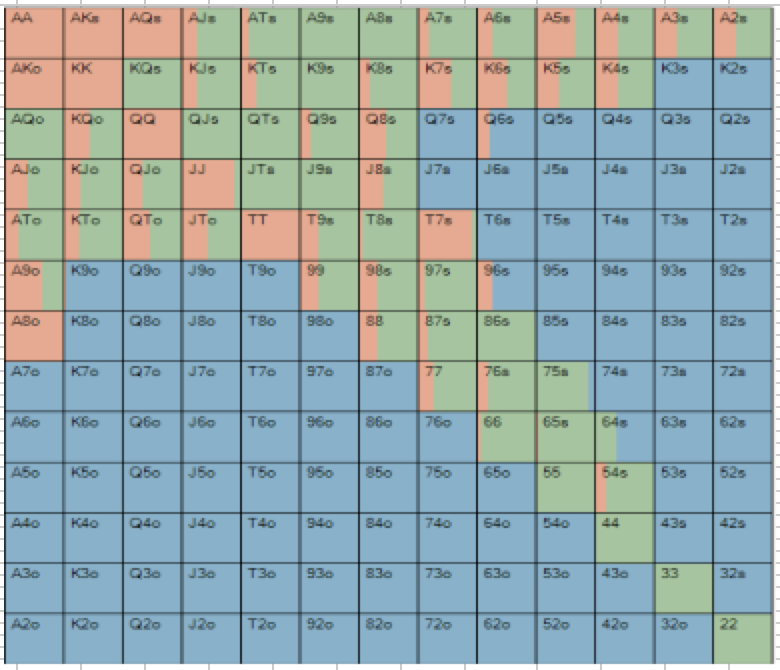 AA AKs AQs AJs ATs A9s A8s A7s A6s A5s A4s A3s A2s
AKo KK KQs KJs KTs K9s K8s K7s K6s K5s K4s K3s K2s
AQo KQo QQ QJs QTs Q9s Q8s Q7s Q6s Q5s Q4s Q3s Q2s
AJo KJo QJo JJ JTs J9s J8s J7s J6s J5s J4s J3s J2s
ATo KTo QTo JTo TT T9s T8s T7s T6s T5s T4s T3s T2s
A9o K9o Q9o J9o T9o 99 98s 97s 96s 95s 94s 93s 92s
A8o K8o Q8o J8o T8o 98o 88 87s 86s 85s 84s 83s 82s
A7o K7o Q7o J7o T7o 97o 87o 77 76s 75s 74s 73s 72s
A6o K6o Q6o J6o T6o 96o 86o 76o 66 65s 64s 63s 62s
A5o K5o Q5o J5o T5o 95o 85o 75o 65o 55 54s 53s 52s
A4o K4o Q4o J4o T4o 94o 84o 74o 64o 54o 44 43s 42s
A3o K3o Q3o J3o T3o 93o 83o 73o 63o 53o 43o 33 32s
A2o K2o Q2o J2o T2o 92o 82o 72o 62o 52o 42o 32o 22